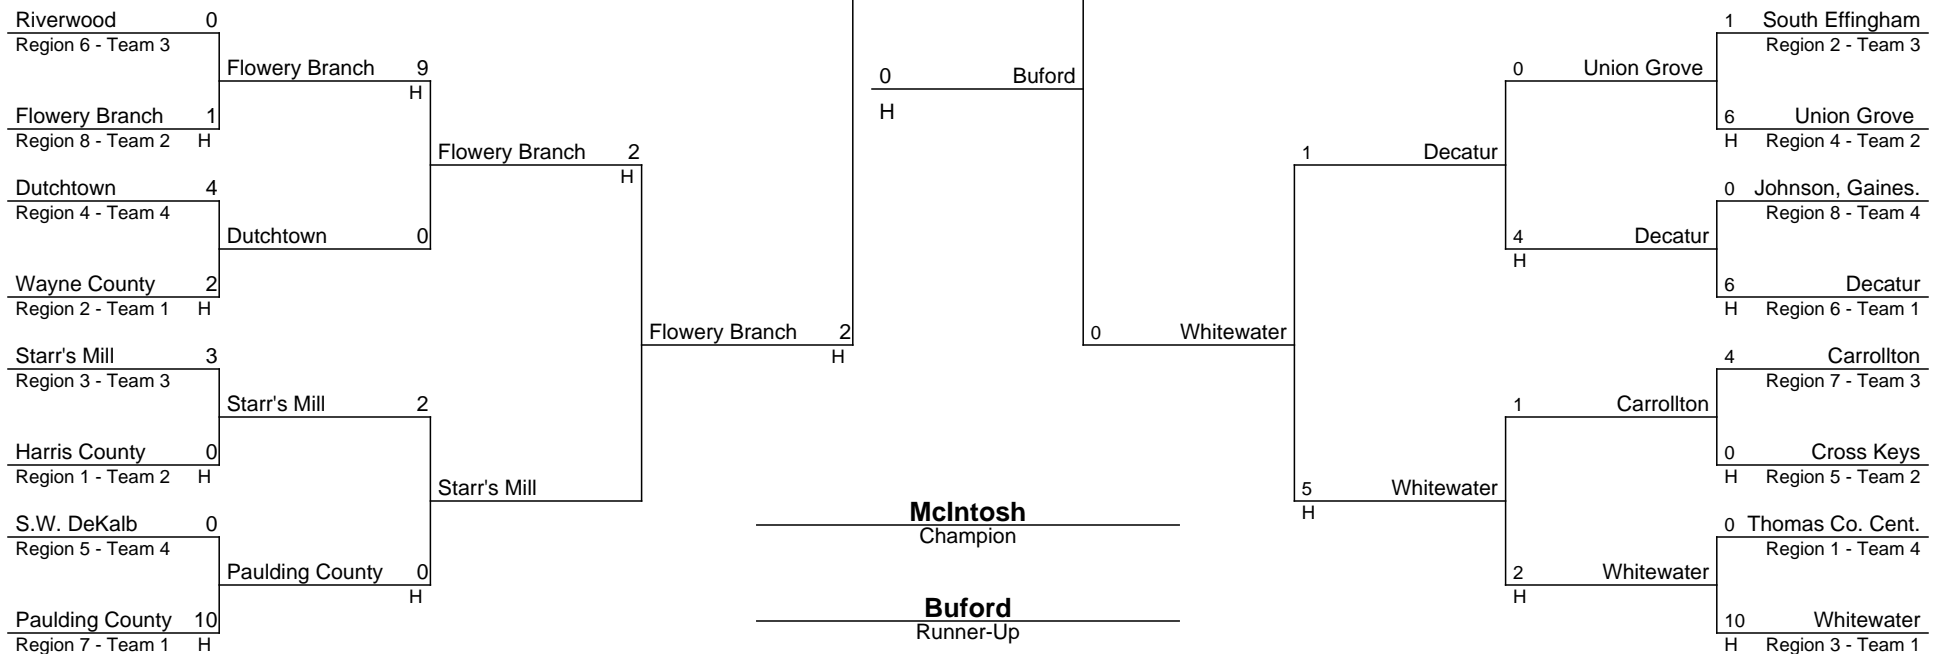 Riverwood 0
Region 6 - Team 3
Flowery Branch 9
H
Flowery Branch 1
Region 8 - Team 2 H
Flowery Branch 2
H
Dutchtown 4
Region 4 - Team 4
Dutchtown 0
Wayne County 2
Region 2 - Team 1 H
Flowery Branch 2
H
Starr's Mill 3
Region 3 - Team 3
Starr's Mill 2
Harris County 0
Region 1 - Team 2 H
Starr's Mill
S.W. DeKalb 0
Region 5 - Team 4
Paulding County 0
H
Paulding County 10
Region 7 - Team 1 H
0 Buford
H
McIntosh
Champion
Buford
Runner-Up
1 South Effingham
Region 2 - Team 3
0 Union Grove
6 Union Grove
H Region 4 - Team 2
1 Decatur
0 Johnson, Gaines.
Region 8 - Team 4
4 Decatur
H
6 Decatur
H Region 6 - Team 1
0 Whitewater
4 Carrollton
Region 7 - Team 3
1 Carrollton
0 Cross Keys
H Region 5 - Team 2
5 Whitewater
H
0 Thomas Co. Cent.
Region 1 - Team 4
2 Whitewater
H
10 Whitewater
H Region 3 - Team 1